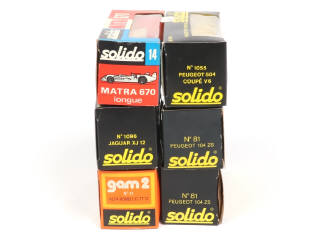 solido 14
MATRA 670
longue
solido
N° 1055
PEUGEOT 504
COUPÉ V6
solido
N° 1096
JAGUAR XJ 12
solido
N° 81
PEUGEOT 104 ZS
solido
gam 2
solido
N° 81
PEUGEOT 104 ZS
solido